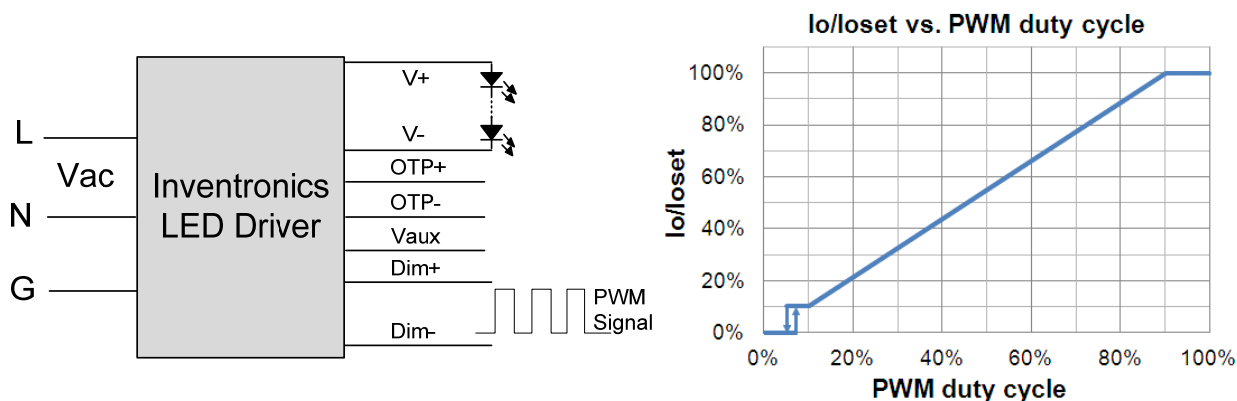 L
Vac
N
G
Inventronics
LED Driver
V+
V-
OTP+
OTP-
Vaux
Dim+
Dim-
PWM
Signal
Io/Ioset vs. PWM duty cycle
Io/Ioset
100%
80%
60%
40%
20%
0%
0% 20% 40% 60% 80% 100%
PWM duty cycle